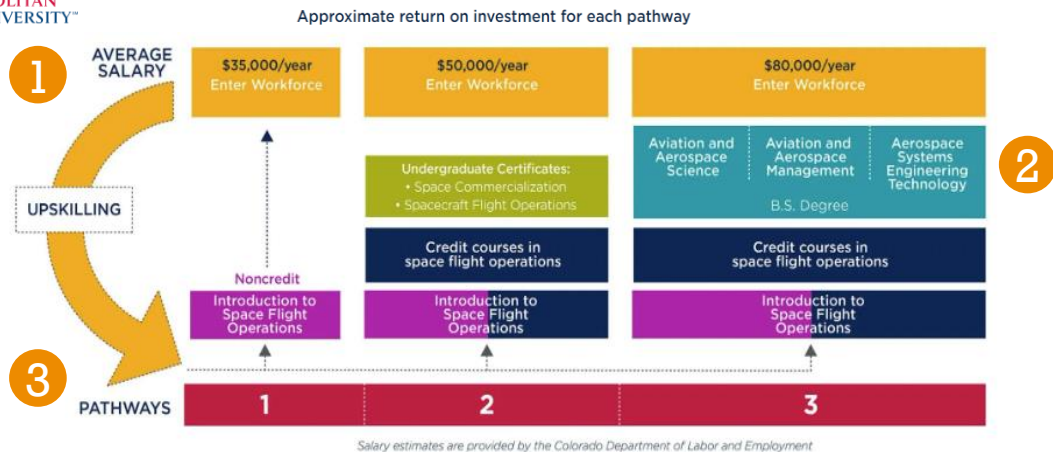 VERSITY™
Approximate return on investment for each pathway
1
AVERAGE
SALARY
$35,000/year
Enter Workforce
$50,000/year
Enter Workforce
$80,000/year
Enter Workforce
Undergraduate Certificates:
• Space Commercialization
• Spacecraft Flight Operations
Aviation and
Aerospace
Science
Aviation and
Aerospace
Management
Aerospace
Systems
Engineering
Technology
B.S. Degree
2
UPSKILLING
Credit courses in
space flight operations
Credit courses in
space flight operations
Noncredit
Introduction to
Space Flight
Operations
Introduction to
Space Flight
Operations
Introduction to
Space Flight
Operations
3
PATHWAYS
1
2
3
Salary estimates are provided by the Colorado Department of Labor and Employment